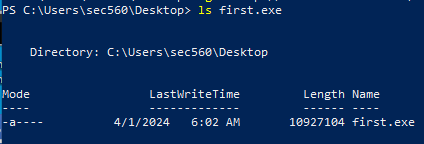 PS C:\Users\sec560\Desktop> ls first.exe
Directory: C:\Users\sec560\Desktop
Mode                 LastWriteTime         Length Name
----                 -------------         ------ ----
-a----          4/1/2024   6:02 AM       10927104 first.exe